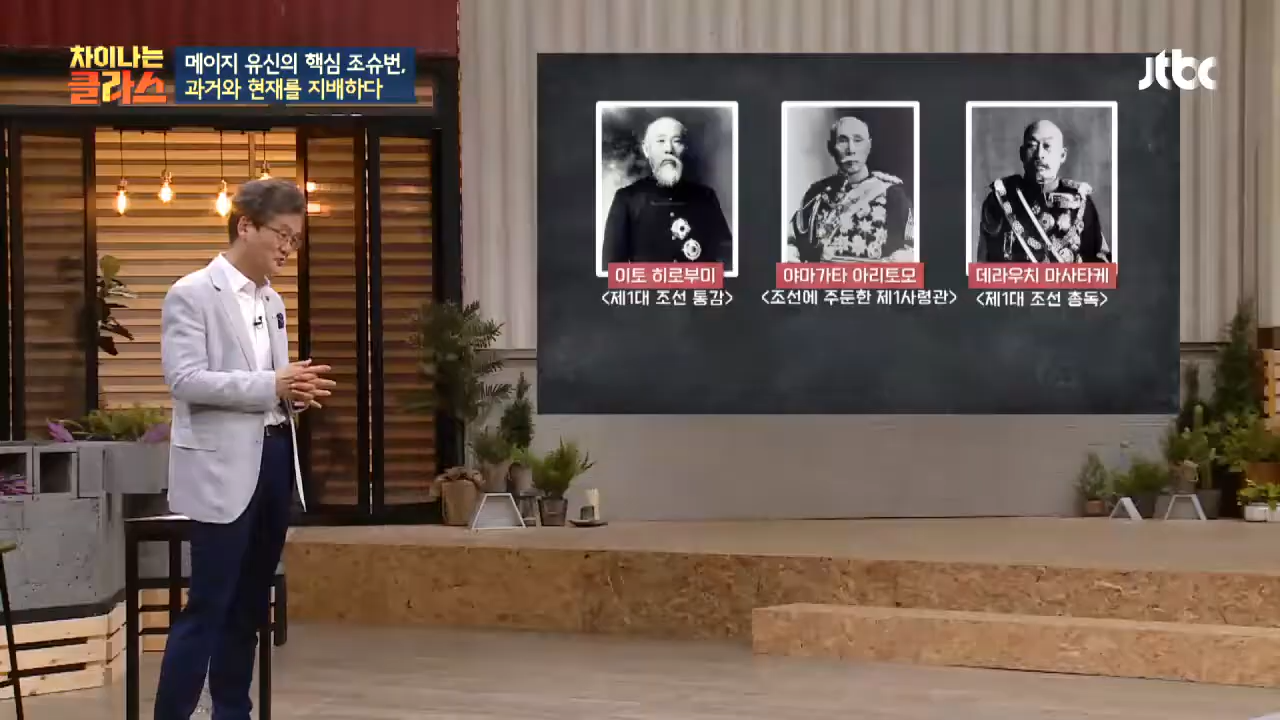 차이나는
클라스
메이지 유신의 핵심 조슈번,
과거와 현재를 지배하다
jtbc
이토 히로부미
<제1대 조선 통감>
야마가타 아리토모
<조선에 주둔한 제1사령관>
데라우치 마사타케
<제1대 조선 총독>